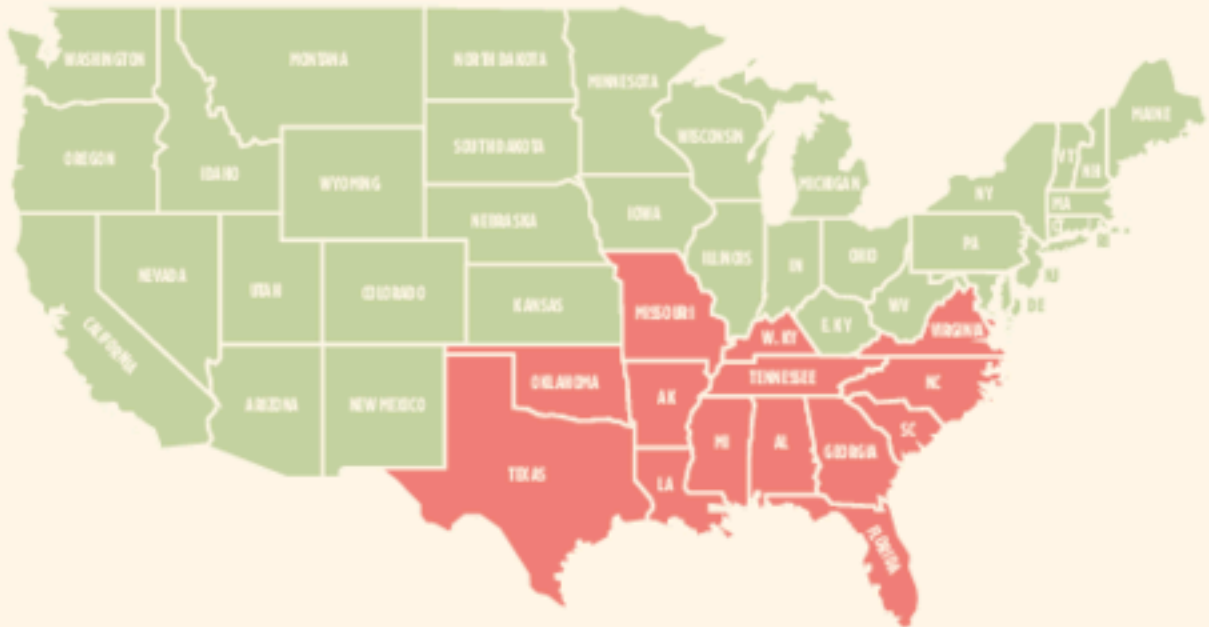 WASHINGTON
MONTANA
NORTH DAKOTA
MINNESOTA
MAINE
OREGON
IDAHO
WYOMING
SOUTH DAKOTA
WISCONSIN
MICHIGAN
VT
NH
NY
MA
NEVADA
UTAH
COLORADO
NEBRASKA
IOWA
ILLINOIS
IN
OHIO
PA
RI
NJ
CALIFORNIA
KANSAS
MISSOURI
W. KY
E. KY
WV
VIRGINIA
DE
ARIZONA
NEW MEXICO
OKLAHOMA
AK
TENNESSEE
NC
TEXAS
LA
MI
AL
GEORGIA
SC
FLORIDA